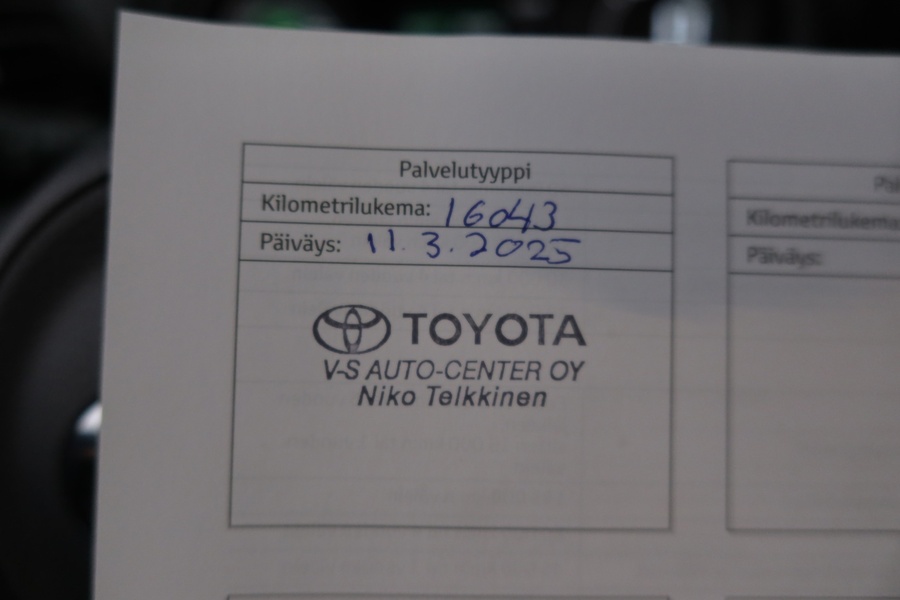 Palvelutyyppi
Kilometrilukema: 16043
Päiväys: 11.3.2025
TOYOTA
V-S AUTO-CENTER OY
Niko Telkkinen
Kilometrilukema
Päiväys: